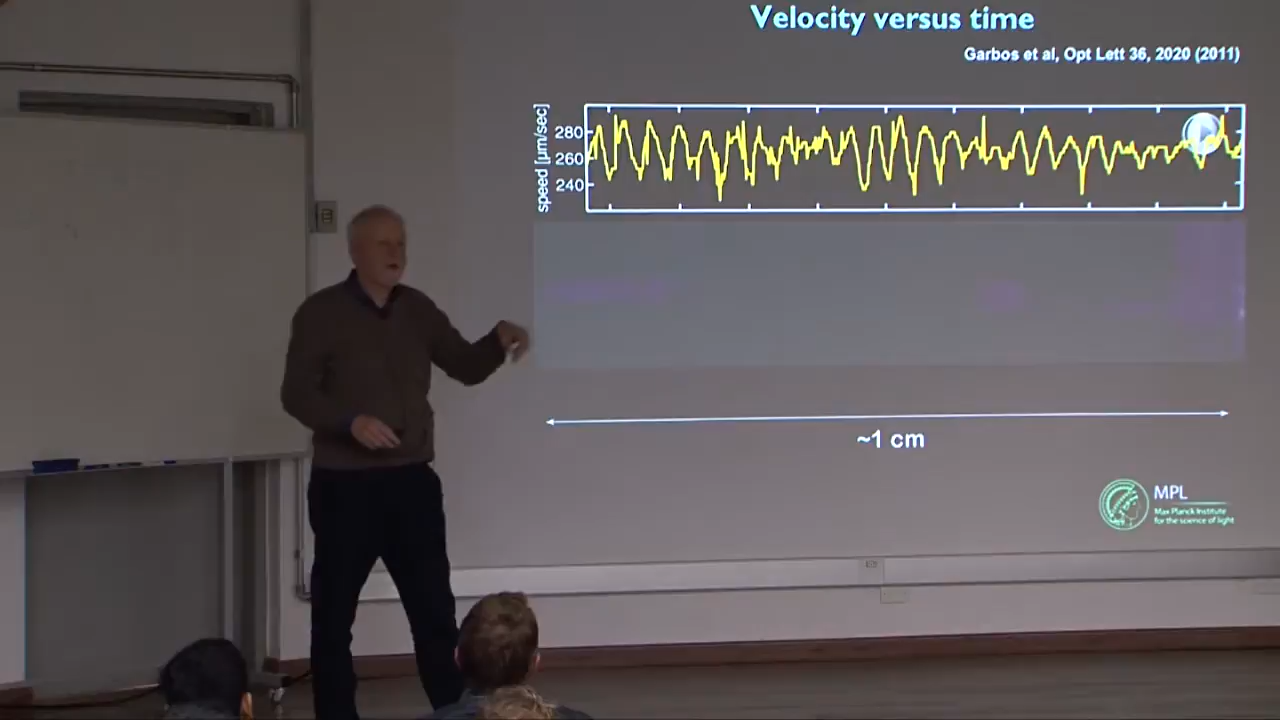 Velocity versus time
Garbos et al, Opt Lett 36, 2020 (2011)
speed [µm/sec]
280
260
240
~1 cm
MPL
Max Planck Institute
for the science of light